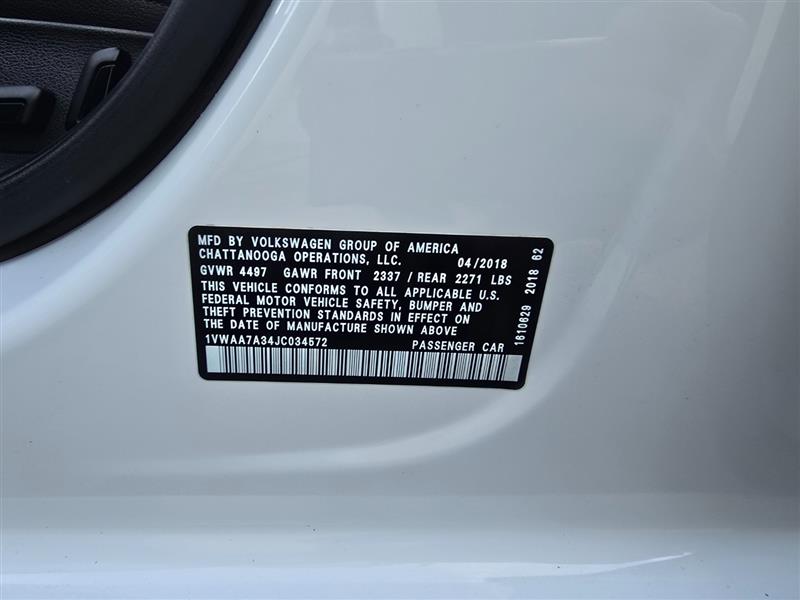 MFD BY VOLKSWAGEN GROUP OF AMERICA
CHATTANOOGA OPERATIONS, LLC. 04/2018
GVWR 4497 GAWR FRONT 2337 / REAR 2271 LBS
THIS VEHICLE CONFORMS TO ALL APPLICABLE U.S.
FEDERAL MOTOR VEHICLE SAFETY, BUMPER AND
THEFT PREVENTION STANDARDS IN EFFECT ON
THE DATE OF MANUFACTURE SHOWN ABOVE
1VWAA7A34JC034572 PASSENGER CAR
1610629 2018 62